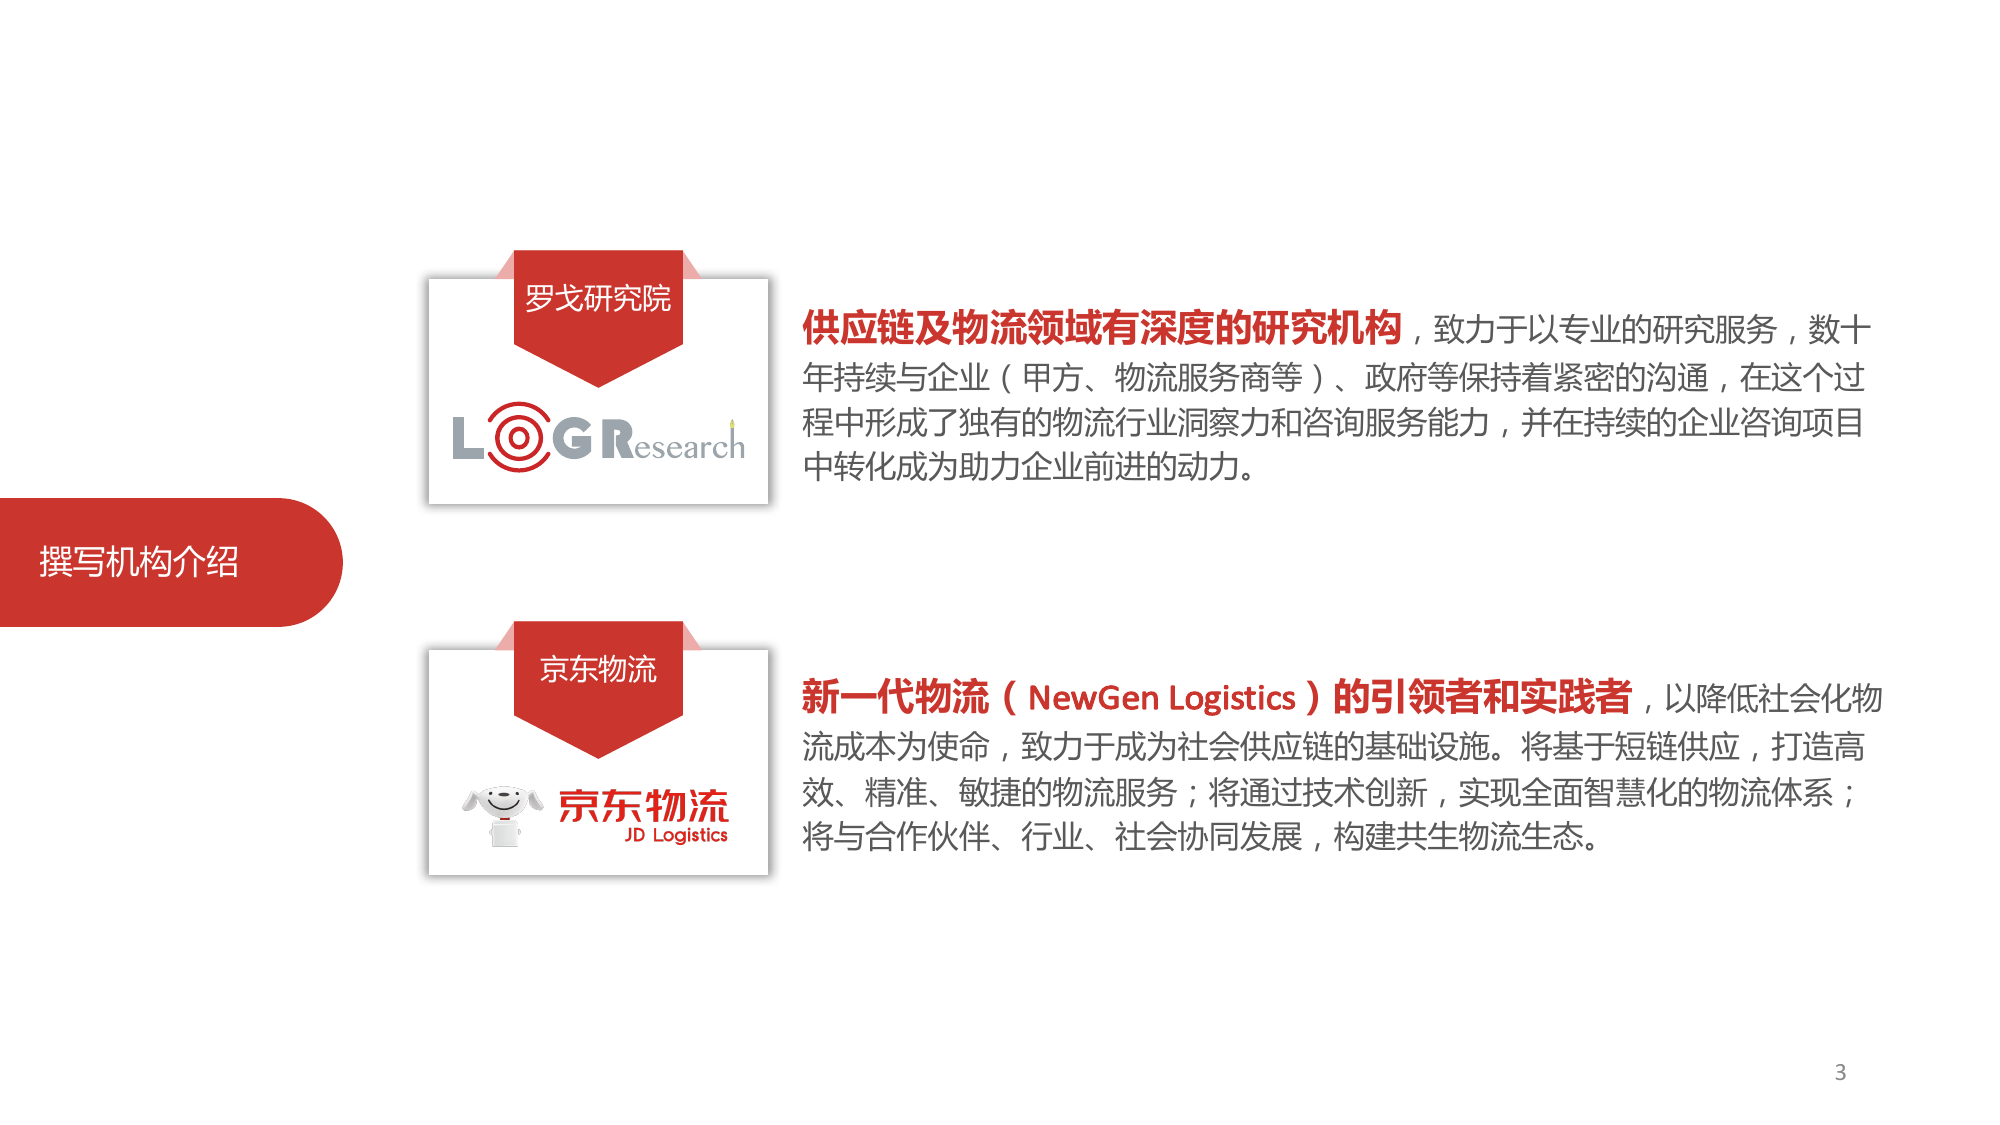 撰写机构介绍
罗戈研究院
LOG Research
供应链及物流领域有深度的研究机构，致力于以专业的研究服务，数十
年持续与企业（甲方、物流服务商等）、政府等保持着紧密的沟通，在这个过
程中形成了独有的物流行业洞察力和咨询服务能力，并在持续的企业咨询项目
中转化成为助力企业前进的动力。
京东物流
京东物流
JD Logistics
新一代物流（NewGen Logistics）的引领者和实践者，以降低社会化物
流成本为使命，致力于成为社会供应链的基础设施。将基于短链供应，打造高
效、精准、敏捷的物流服务；将通过技术创新，实现全面智慧化的物流体系；
将与合作伙伴、行业、社会协同发展，构建共生物流生态。
3